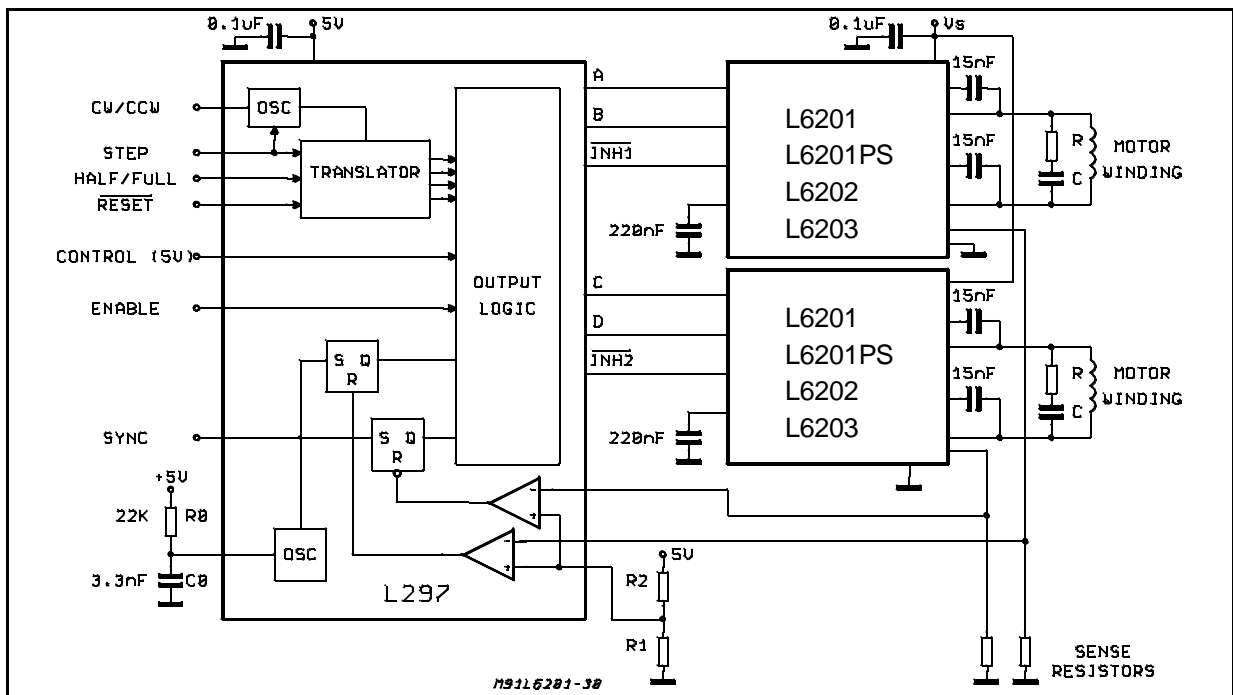 0.1uF
5V
0.1uF
Vs
A
15nF
CW/CCW
OSC
B
L6201
STEP
INH1
L6201PS
15nF
R
MOTOR
TRANSLATOR
HALF/FULL
L6202
C
WINDING
RESET
220nF
L6203
CONTROL (5V)
OUTPUT
LOGIC
C
15nF
ENABLE
D
L6201
S Q
R
INH2
L6201PS
15nF
R
MOTOR
L6202
C
WINDING
SYNC
S Q
R
220nF
L6203
+5V
-
+
22K
R0
OSC
-
+
5V
3.3nF
C0
R2
L297
R1
SENSE
RESISTORS
M91L6201-30